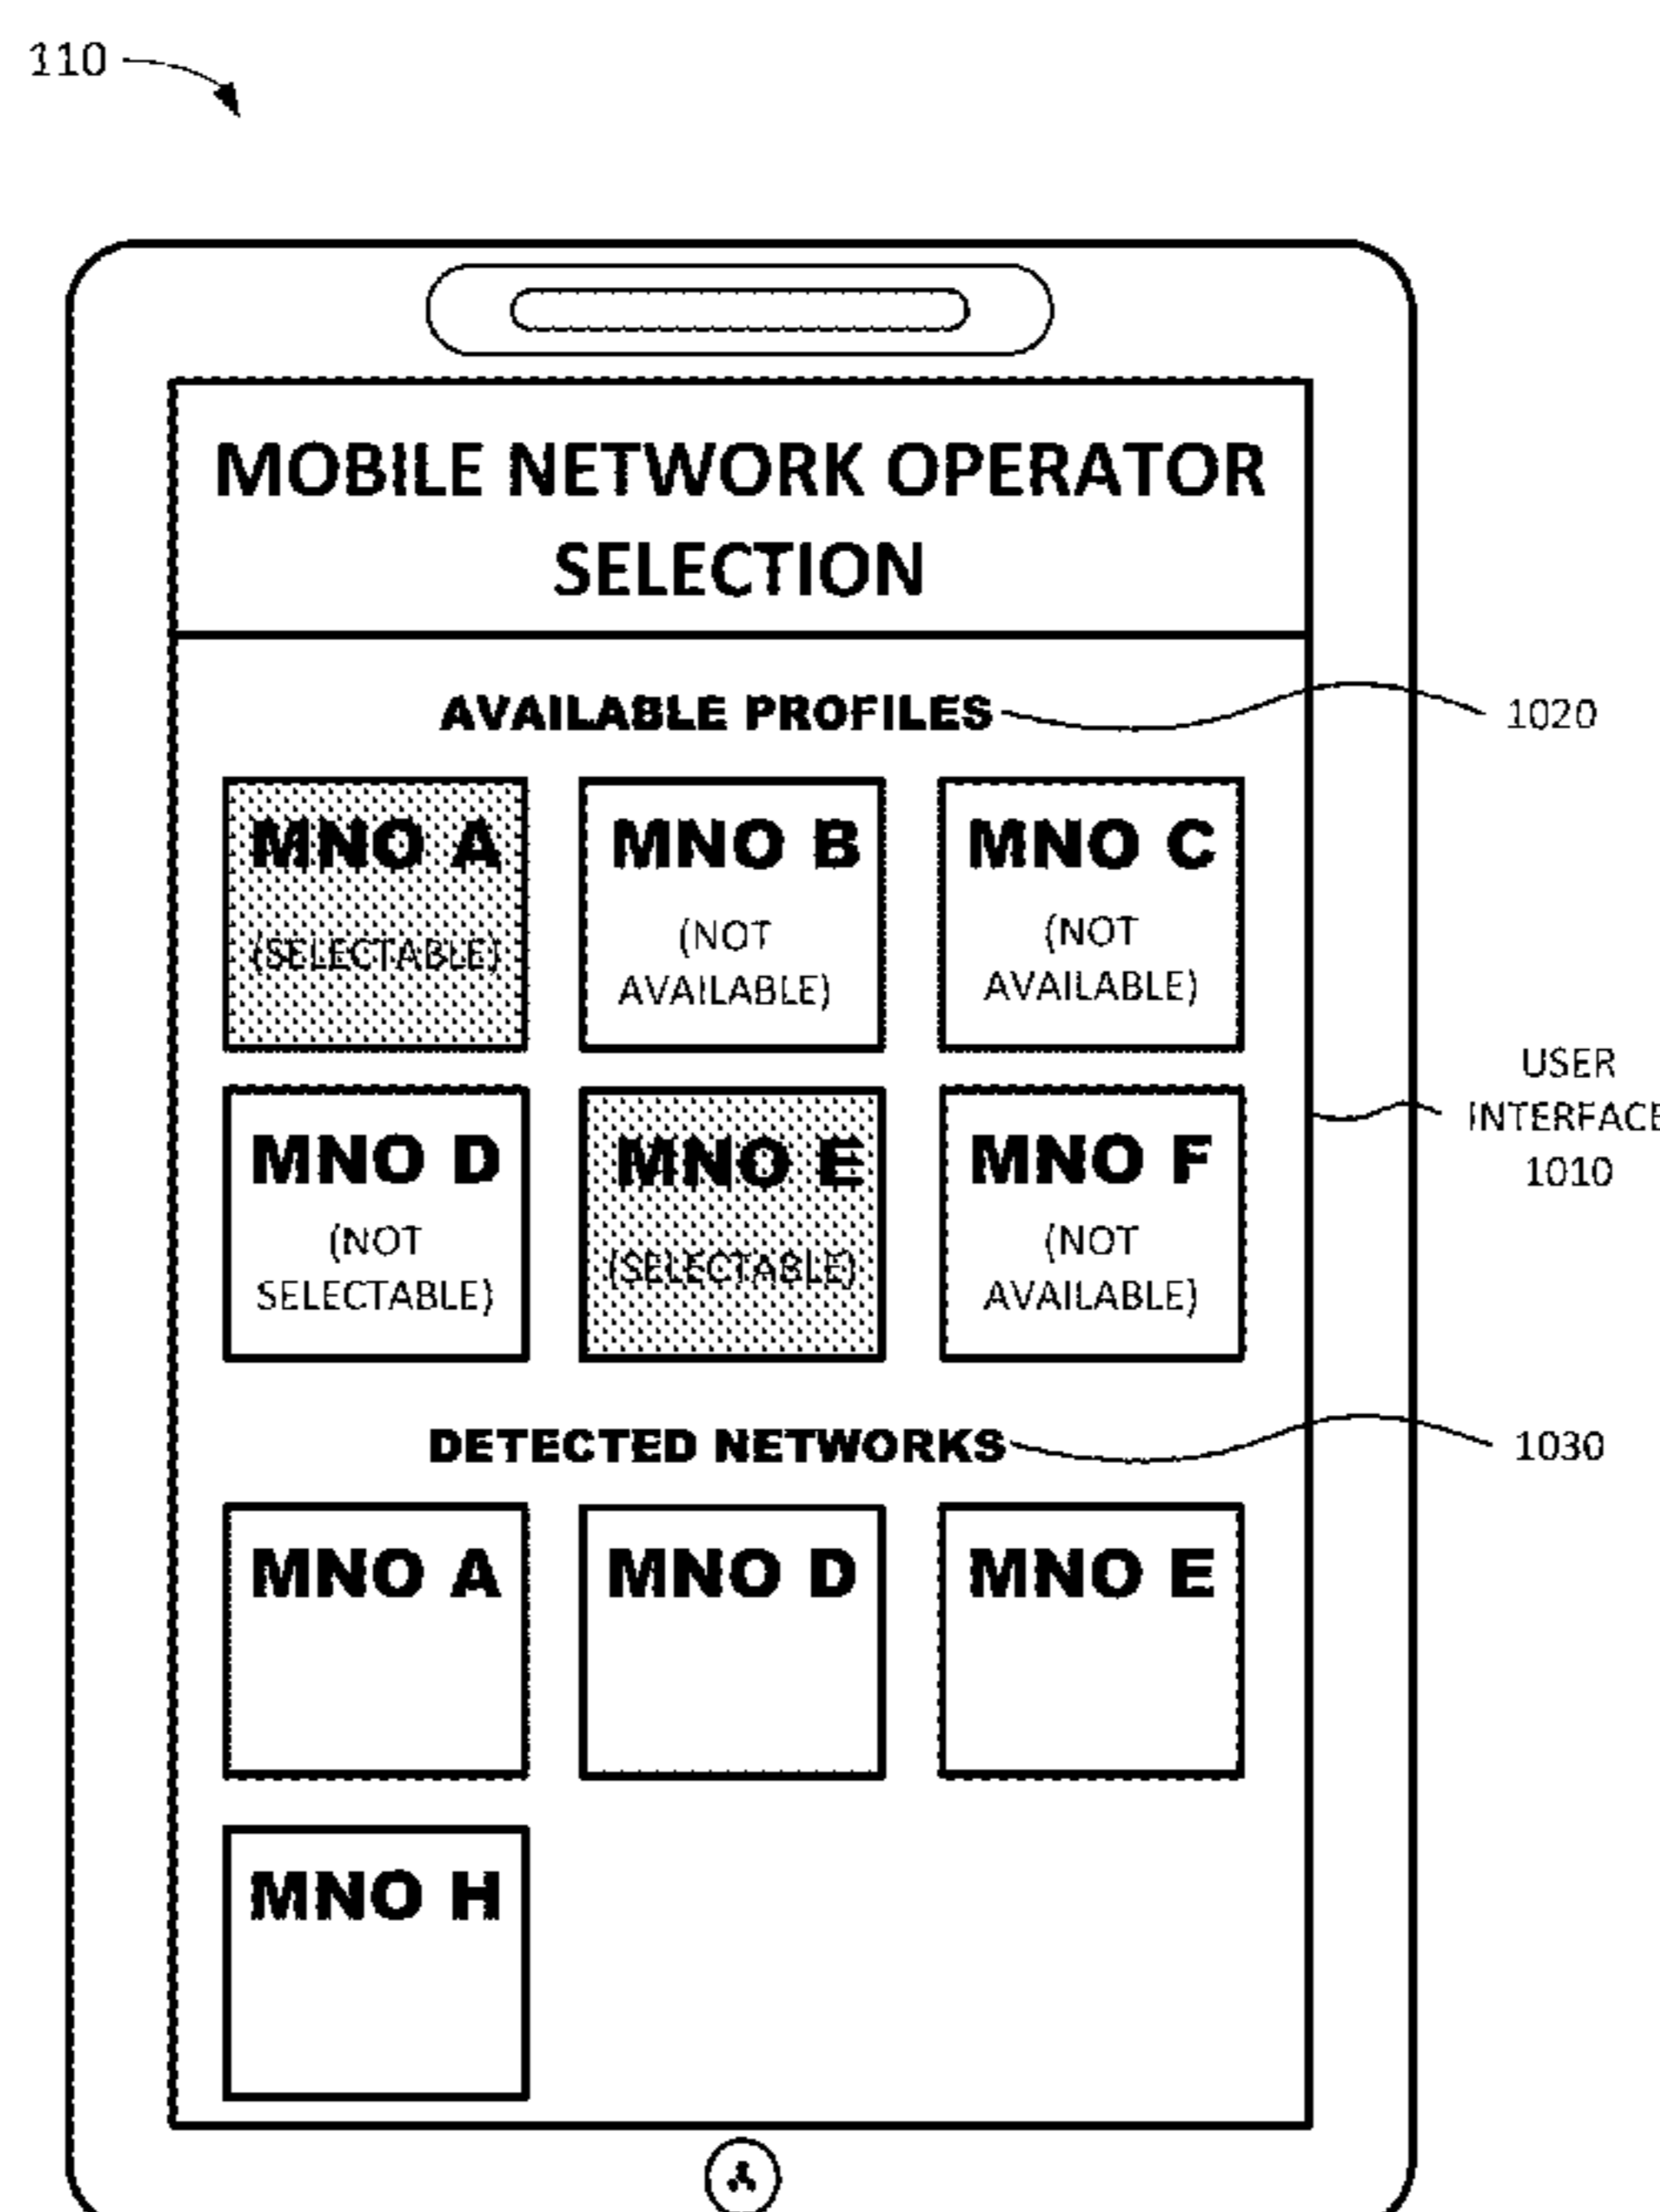 110
MOBILE NETWORK OPERATOR
SELECTION
AVAILABLE PROFILES
1020
MNO A
(SELECTABLE)
MNO B
(NOT
AVAILABLE)
MNO C
(NOT
AVAILABLE)
USER
INTERFACE
1010
MNO D
(NOT
SELECTABLE)
MNO E
(SELECTABLE)
MNO F
(NOT
AVAILABLE)
DETECTED NETWORKS
1030
MNO A
MNO D
MNO E
MNO H